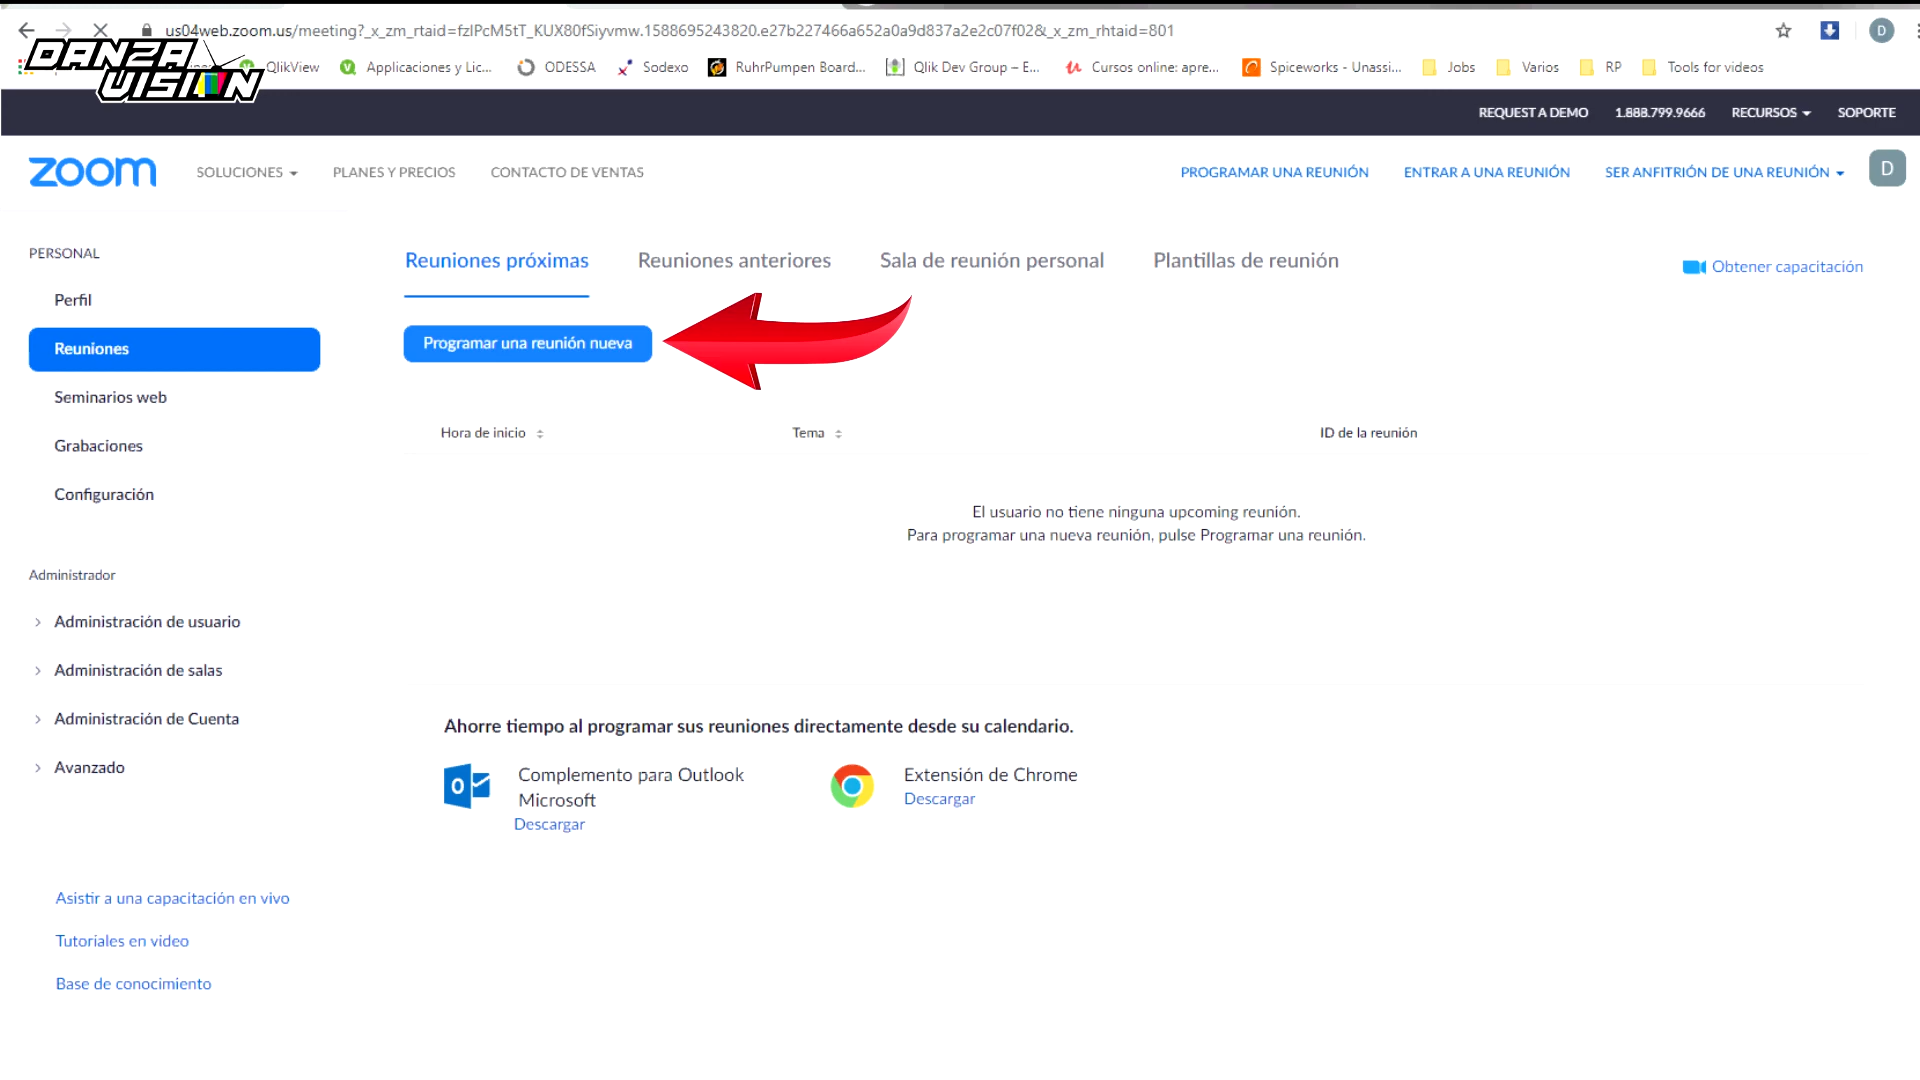 us04web.zoom.us/meeting?_x_zm_rtaid=fzIPcM5tT_KUX80fSiyvmw.1588695243820.e27b227466a652a0a9d837a2e2c07f02&_x_zm_rhtaid=801
D
DANZA
VISION
QlikView
Applicaciones y Lic...
ODESSA
Sodexo
RuhrPumpen Board...
Qlik Dev Group – E...
Cursos online: apre...
Spiceworks - Unassi...
Jobs
Varios
RP
Tools for videos
REQUEST A DEMO
1.888.799.9666
RECURSOS
SOPORTE
zoom
SOLUCIONES
PLANES Y PRECIOS
CONTACTO DE VENTAS
PROGRAMAR UNA REUNIÓN
ENTRAR A UNA REUNIÓN
SER ANFITRIÓN DE UNA REUNIÓN
D
PERSONAL
Perfil
Reuniones
Seminarios web
Grabaciones
Configuración
Administrador
Administración de usuario
Administración de salas
Administración de Cuenta
Avanzado
Asistir a una capacitación en vivo
Tutoriales en video
Base de conocimiento
Reuniones próximas
Reuniones anteriores
Sala de reunión personal
Plantillas de reunión
Obtener capacitación
Programar una reunión nueva
Hora de inicio
Tema
ID de la reunión
El usuario no tiene ninguna upcoming reunión.
Para programar una nueva reunión, pulse Programar una reunión.
Ahorre tiempo al programar sus reuniones directamente desde su calendario.
Complemento para Outlook
Microsoft
Descargar
Extensión de Chrome
Descargar